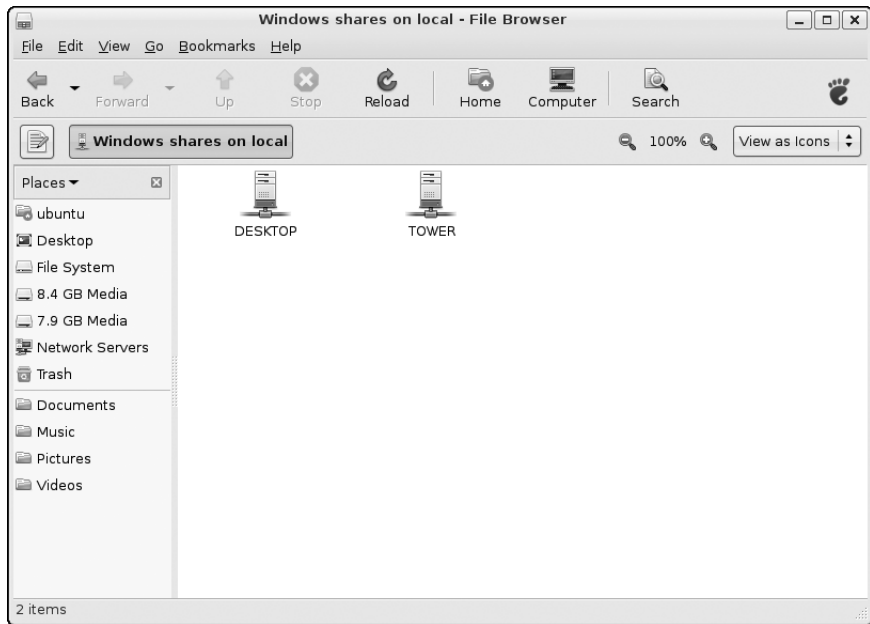 Windows shares on local - File Browser
File Edit View Go Bookmarks Help
Back Forward Up Stop Reload Home Computer Search
Windows shares on local 100% View as Icons
Places
ubuntu
Desktop
File System
8.4 GB Media
7.9 GB Media
Network Servers
Trash
Documents
Music
Pictures
Videos
DESKTOP TOWER
2 items